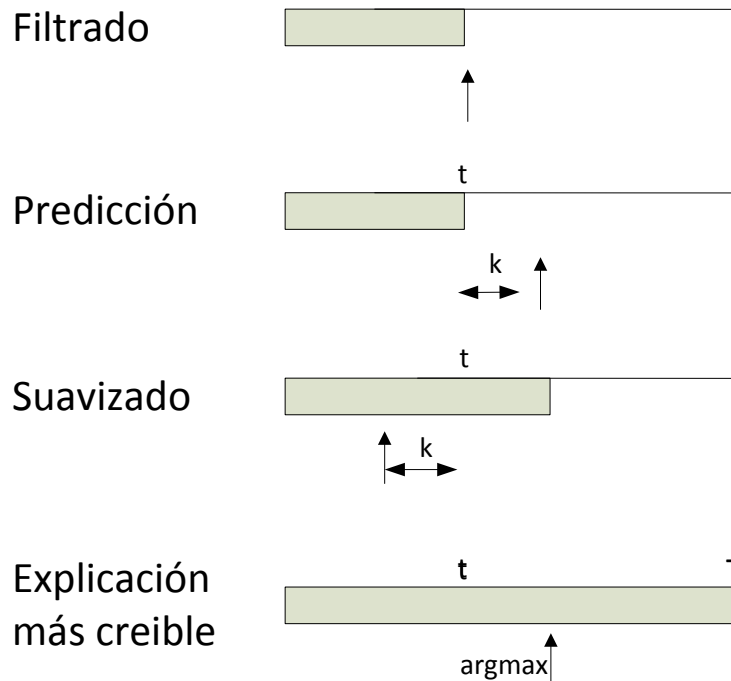 Filtrado
t
Predicción
k
t
Suavizado
k
t
Explicación
más creible
argmax